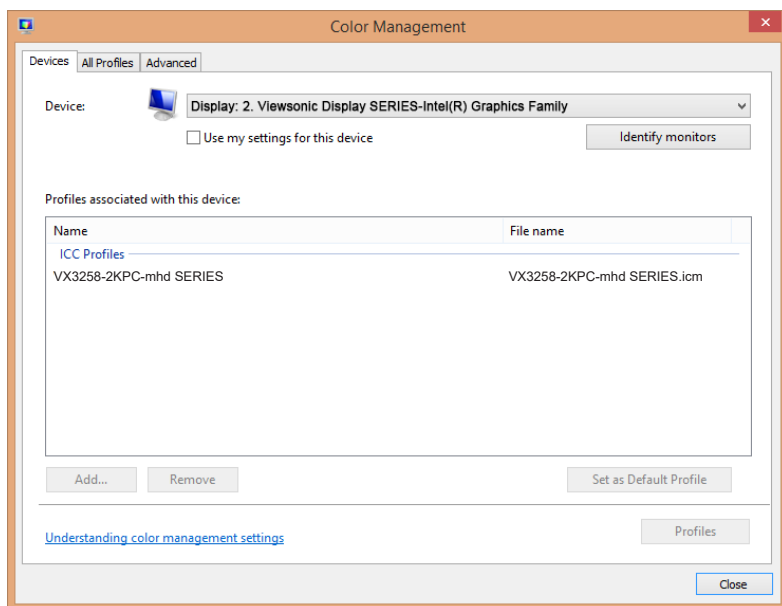 Color Management
Devices All Profiles Advanced
Device: Display: 2. Viewsonic Display SERIES-Intel(R) Graphics Family
Use my settings for this device Identify monitors
Profiles associated with this device:
Name File name
ICC Profiles
VX3258-2KPC-mhd SERIES VX3258-2KPC-mhd SERIES.icm
Add... Remove Set as Default Profile
Understanding color management settings Profiles
Close